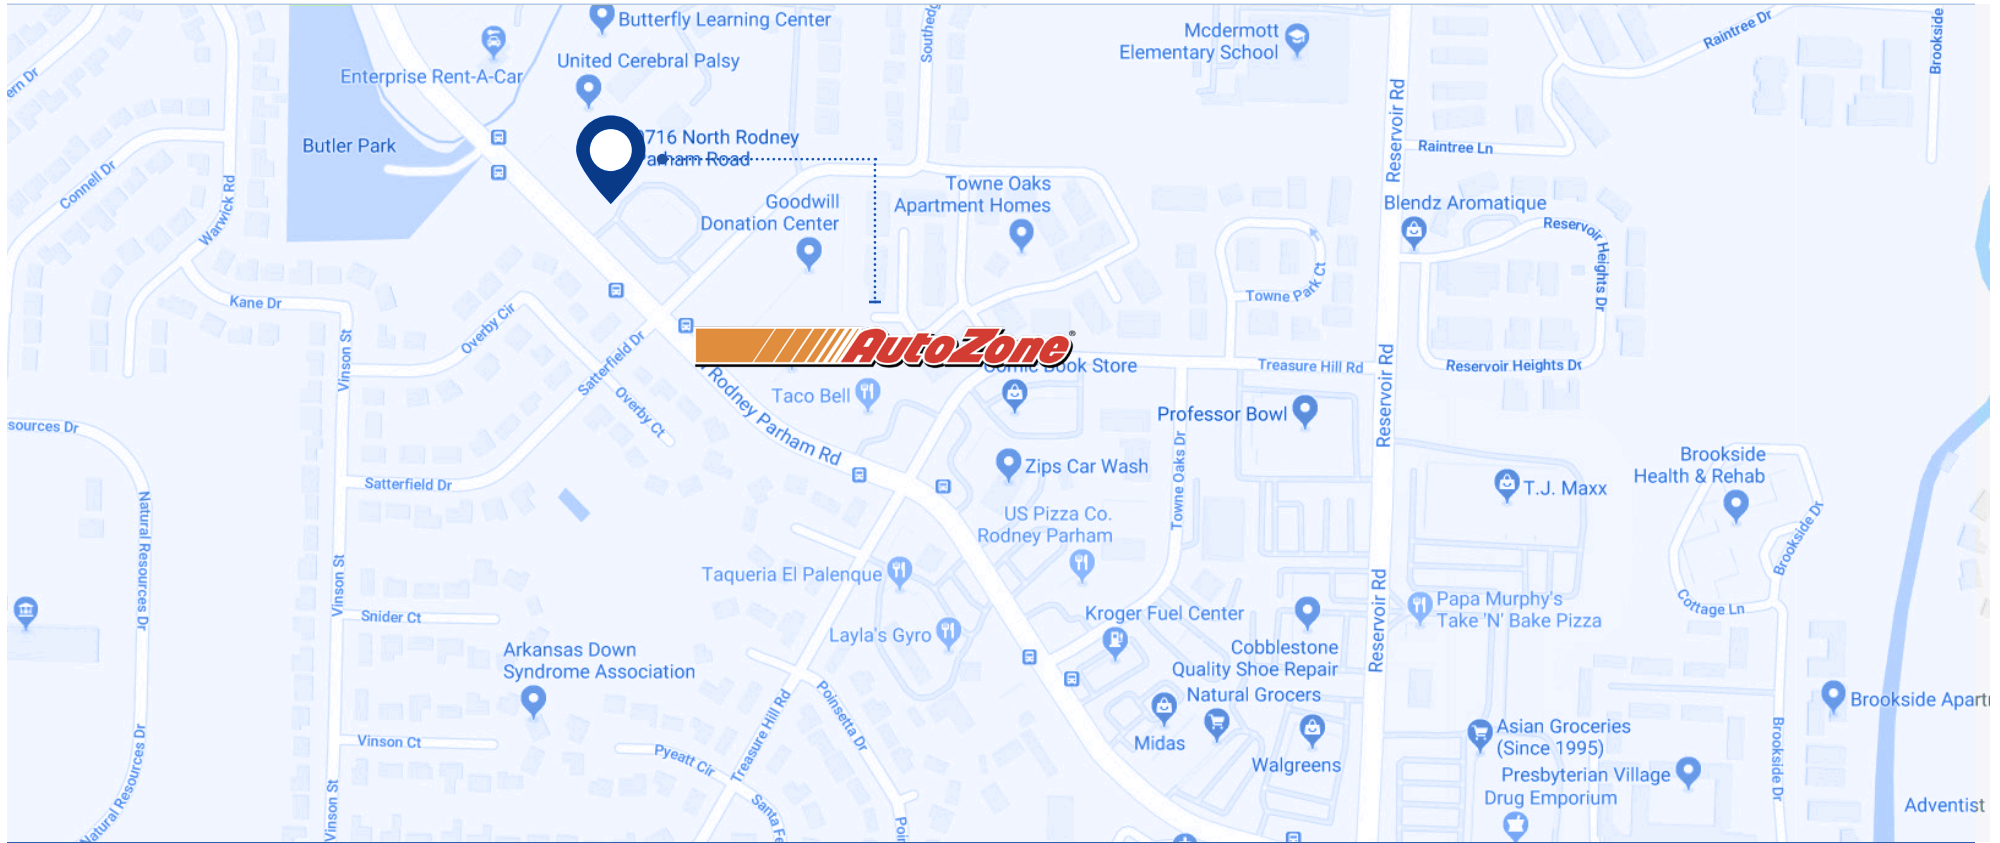 Butterfly Learning Center
Enterprise Rent-A-Car
United Cerebral Palsy
Butler Park
716 North Rodney
arham Road
Goodwill
Donation Center
Towne Oaks
Apartment Homes
Mcdermott
Elementary School
Reservoir Rd
Raintree Dr
Brookside
Raintree Ln
Blendz Aromatique
Reservoir Heights Dr
Towne Park Ct
ern Dr
Connell Dr
Warwick Rd
Southedg
Kane Dr
Overby Cir
Vinson St
Satterfield Dr
Overby Ct
AutoZone®
Comic Book Store
Treasure Hill Rd
Reservoir Rd
Reservoir Heights Dr
Taco Bell
Rodney Parham Rd
Professor Bowl
sources Dr
Satterfield Dr
Zips Car Wash
Towne Oaks Dr
T.J. Maxx
Brookside
Health & Rehab
US Pizza Co.
Rodney Parham
Natural Resources Dr
Brookside Dr
Taqueria El Palenque
Vinson St
Snider Ct
Layla's Gyro
Kroger Fuel Center
Cobblestone
Quality Shoe Repair
Reservoir Rd
Papa Murphy's
Take 'N' Bake Pizza
Cottage Ln
Arkansas Down
Syndrome Association
Natural Grocers
Midas
Walgreens
Treasure Hill Rd
Poinsetta Dr
Asian Groceries
(Since 1995)
Brookside Apart
Brookside Dr
Vinson Ct
Pyeatt Cir
Presbyterian Village
Drug Emporium
Natural Resources Dr
Vinson St
Santa Fe
Poin
Adventist